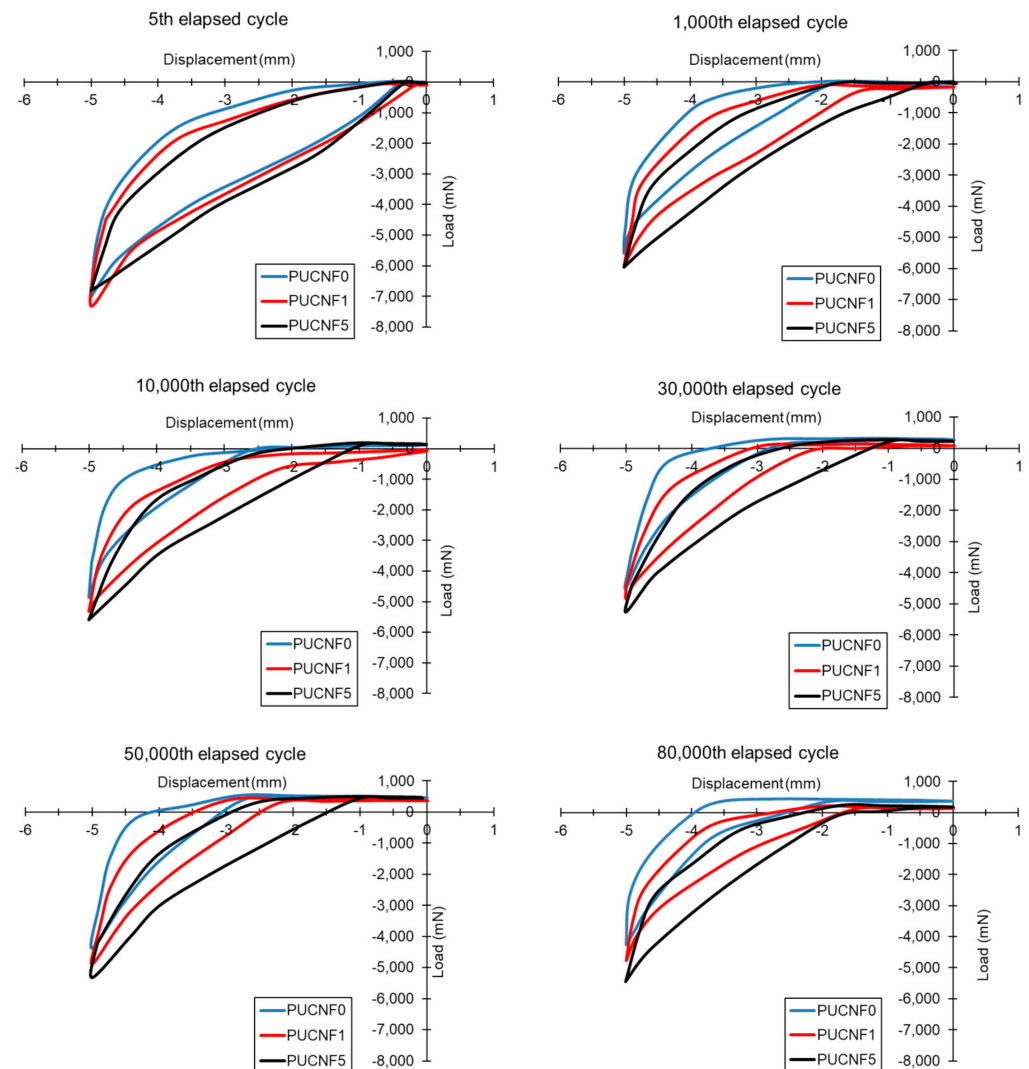 5th elapsed cycle
Displacement (mm)
1,000
0
-6 -5 -4 -3 -2 -1 0 1
-1,000
-2,000
-3,000
-4,000
-5,000
-6,000
-7,000
-8,000
Load (mN)
PUCNF0
PUCNF1
PUCNF5
1,000th elapsed cycle
Displacement (mm)
1,000
0
-6 -5 -4 -3 -2 -1 0 1
-1,000
-2,000
-3,000
-4,000
-5,000
-6,000
-7,000
-8,000
Load (mN)
PUCNF0
PUCNF1
PUCNF5
10,000th elapsed cycle
Displacement (mm)
1,000
0
-6 -5 -4 -3 -2 -1 0 1
-1,000
-2,000
-3,000
-4,000
-5,000
-6,000
-7,000
-8,000
Load (mN)
PUCNF0
PUCNF1
PUCNF5
30,000th elapsed cycle
Displacement (mm)
1,000
0
-6 -5 -4 -3 -2 -1 0 1
-1,000
-2,000
-3,000
-4,000
-5,000
-6,000
-7,000
-8,000
Load (mN)
PUCNF0
PUCNF1
PUCNF5
50,000th elapsed cycle
Displacement (mm)
1,000
0
-6 -5 -4 -3 -2 -1 0 1
-1,000
-2,000
-3,000
-4,000
-5,000
-6,000
-7,000
-8,000
Load (mN)
PUCNF0
PUCNF1
PUCNF5
80,000th elapsed cycle
Displacement (mm)
1,000
0
-6 -5 -4 -3 -2 -1 0 1
-1,000
-2,000
-3,000
-4,000
-5,000
-6,000
-7,000
-8,000
Load (mN)
PUCNF0
PUCNF1
PUCNF5